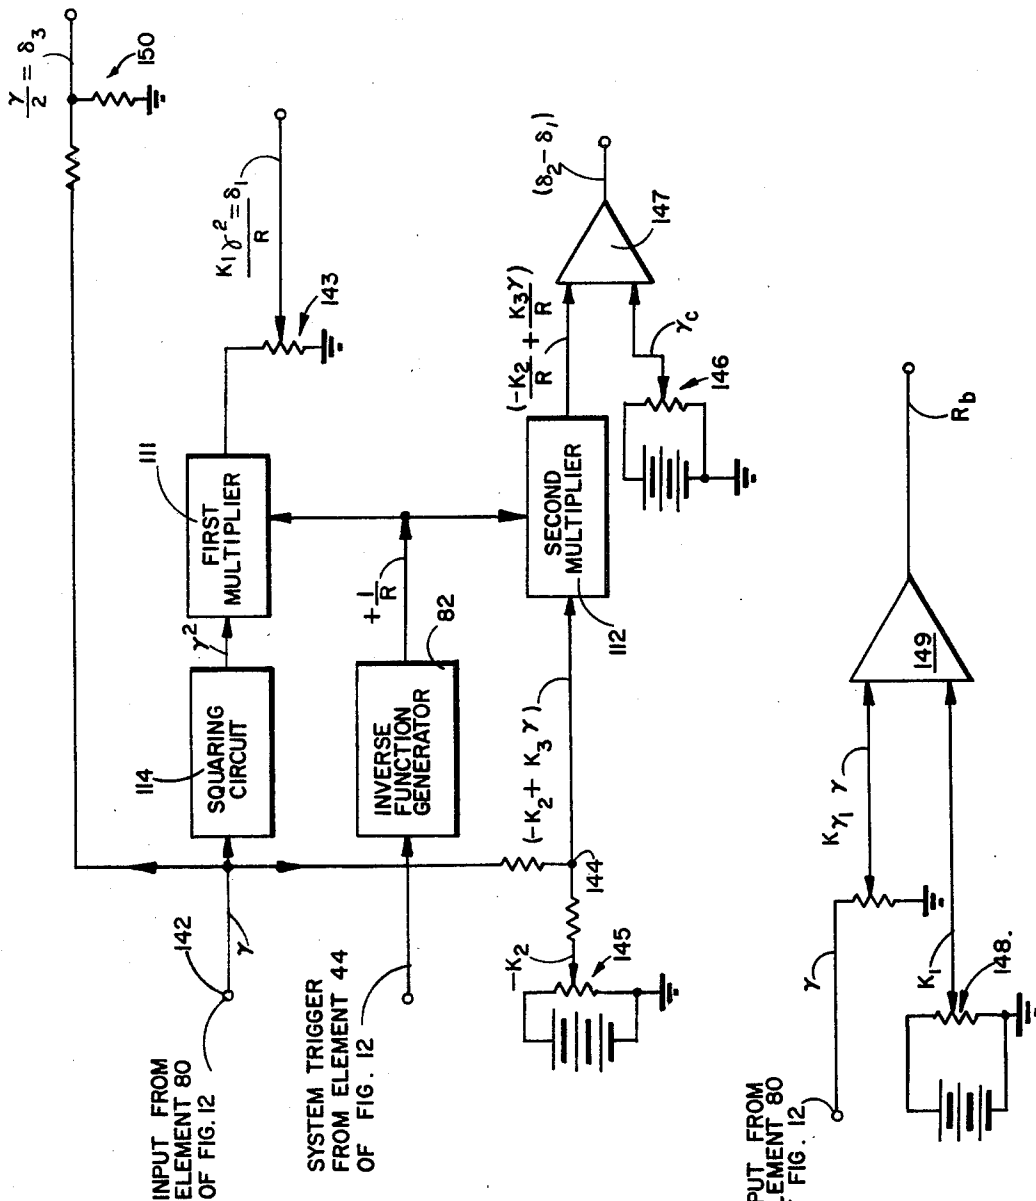 γ/2 = δ3
150
K1γ²/R = δ1
143
111
FIRST
MULTIPLIER
γ²
114
SQUARING
CIRCUIT
142
γ
INPUT FROM
ELEMENT 80
OF FIG. 12
+1/R
82
INVERSE
FUNCTION
GENERATOR
SYSTEM TRIGGER
FROM ELEMENT 44
OF FIG. 12
(δ2-δ1)
147
(-K2/R + K3γ/R)
γc
146
SECOND
MULTIPLIER
112
(-K2 + K3 γ)
144
-K2
145
Rb
149
Kγ1 γ
γ
K1
148.
PUT FROM
LEMENT 80
FIG. 12